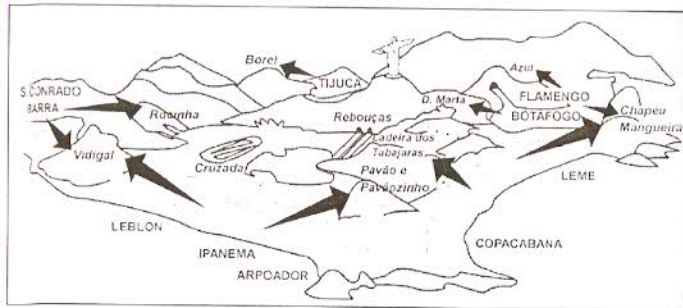 Borel
TIJUCA
Azul
S. CONRADO
BARRA
Rocinha
D. Marta
FLAMENGO
BOTAFOGO
Chapéu
Mangueira
Rebouças
Ladeira dos
Tabajaras
Vidigal
Cruzada
Pavão e
Pavãozinho
LEME
LEBLON
IPANEMA
ARPOADOR
COPACABANA